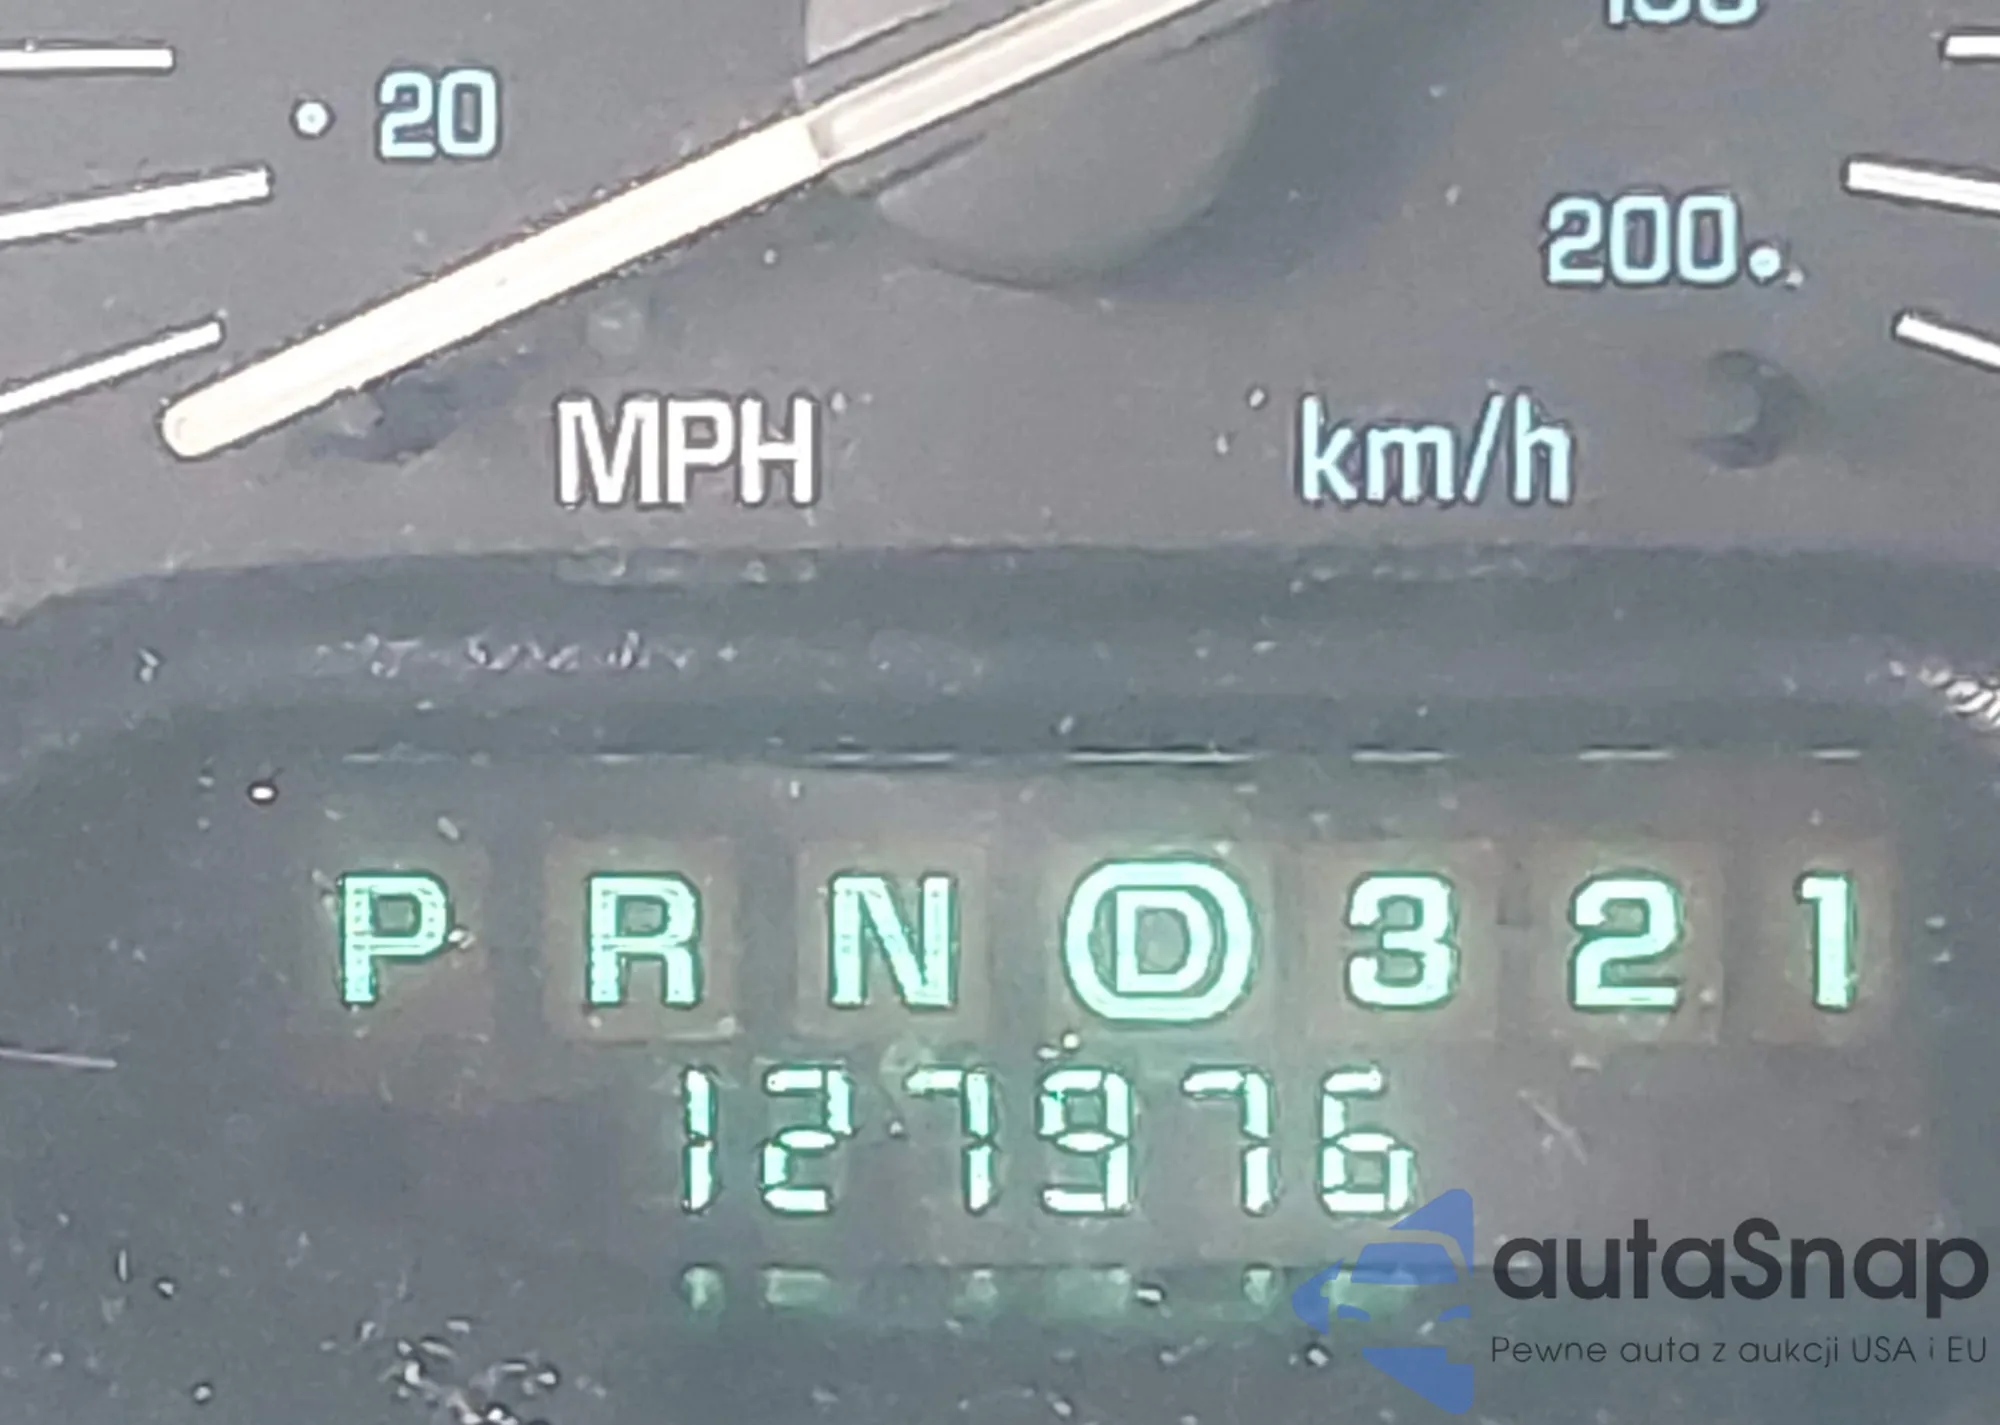 20
200
MPH km/h
P R N D 3 2 1
127976
autaSnap
Pewne auta z aukcji USA i EU